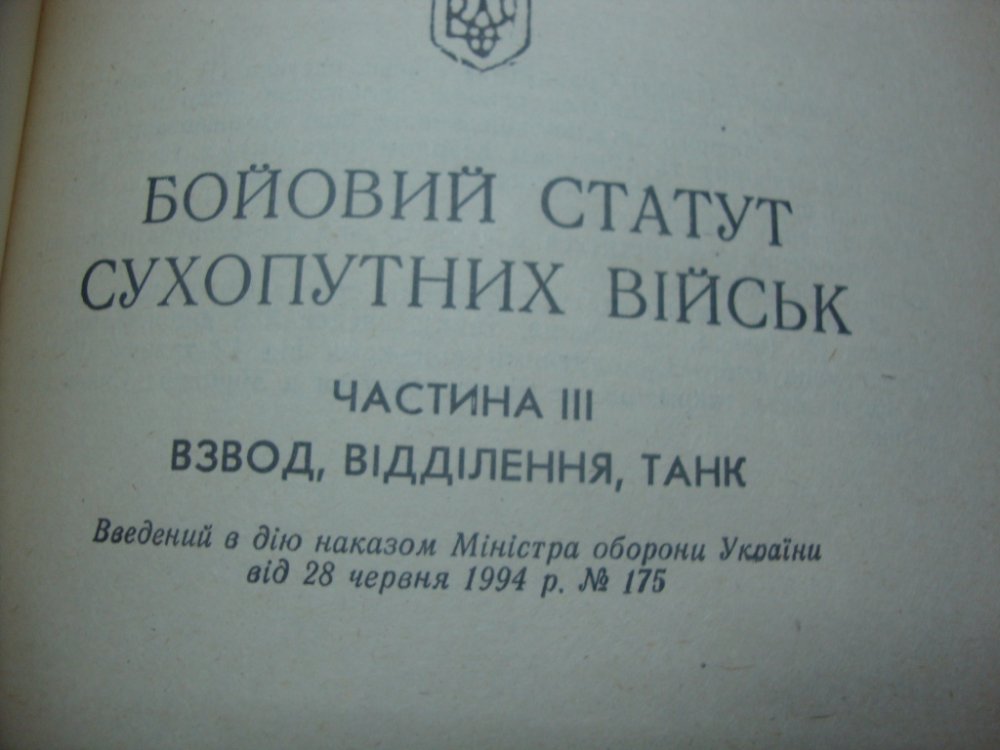 БОЙОВИЙ СТАТУТ
СУХОПУТНИХ ВІЙСЬК
ЧАСТИНА III
ВЗВОД, ВІДДІЛЕННЯ, ТАНК
Введений в дію наказом Міністра оборони України
від 28 червня 1994 р. № 175